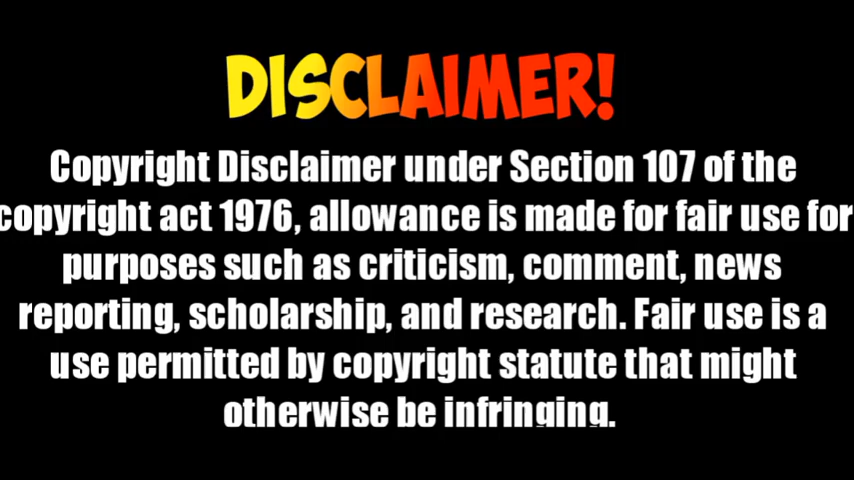 DISCLAIMER!
Copyright Disclaimer under Section 107 of the
copyright act 1976, allowance is made for fair use for
purposes such as criticism, comment, news
reporting, scholarship, and research. Fair use is a
use permitted by copyright statute that might
otherwise be infringing.